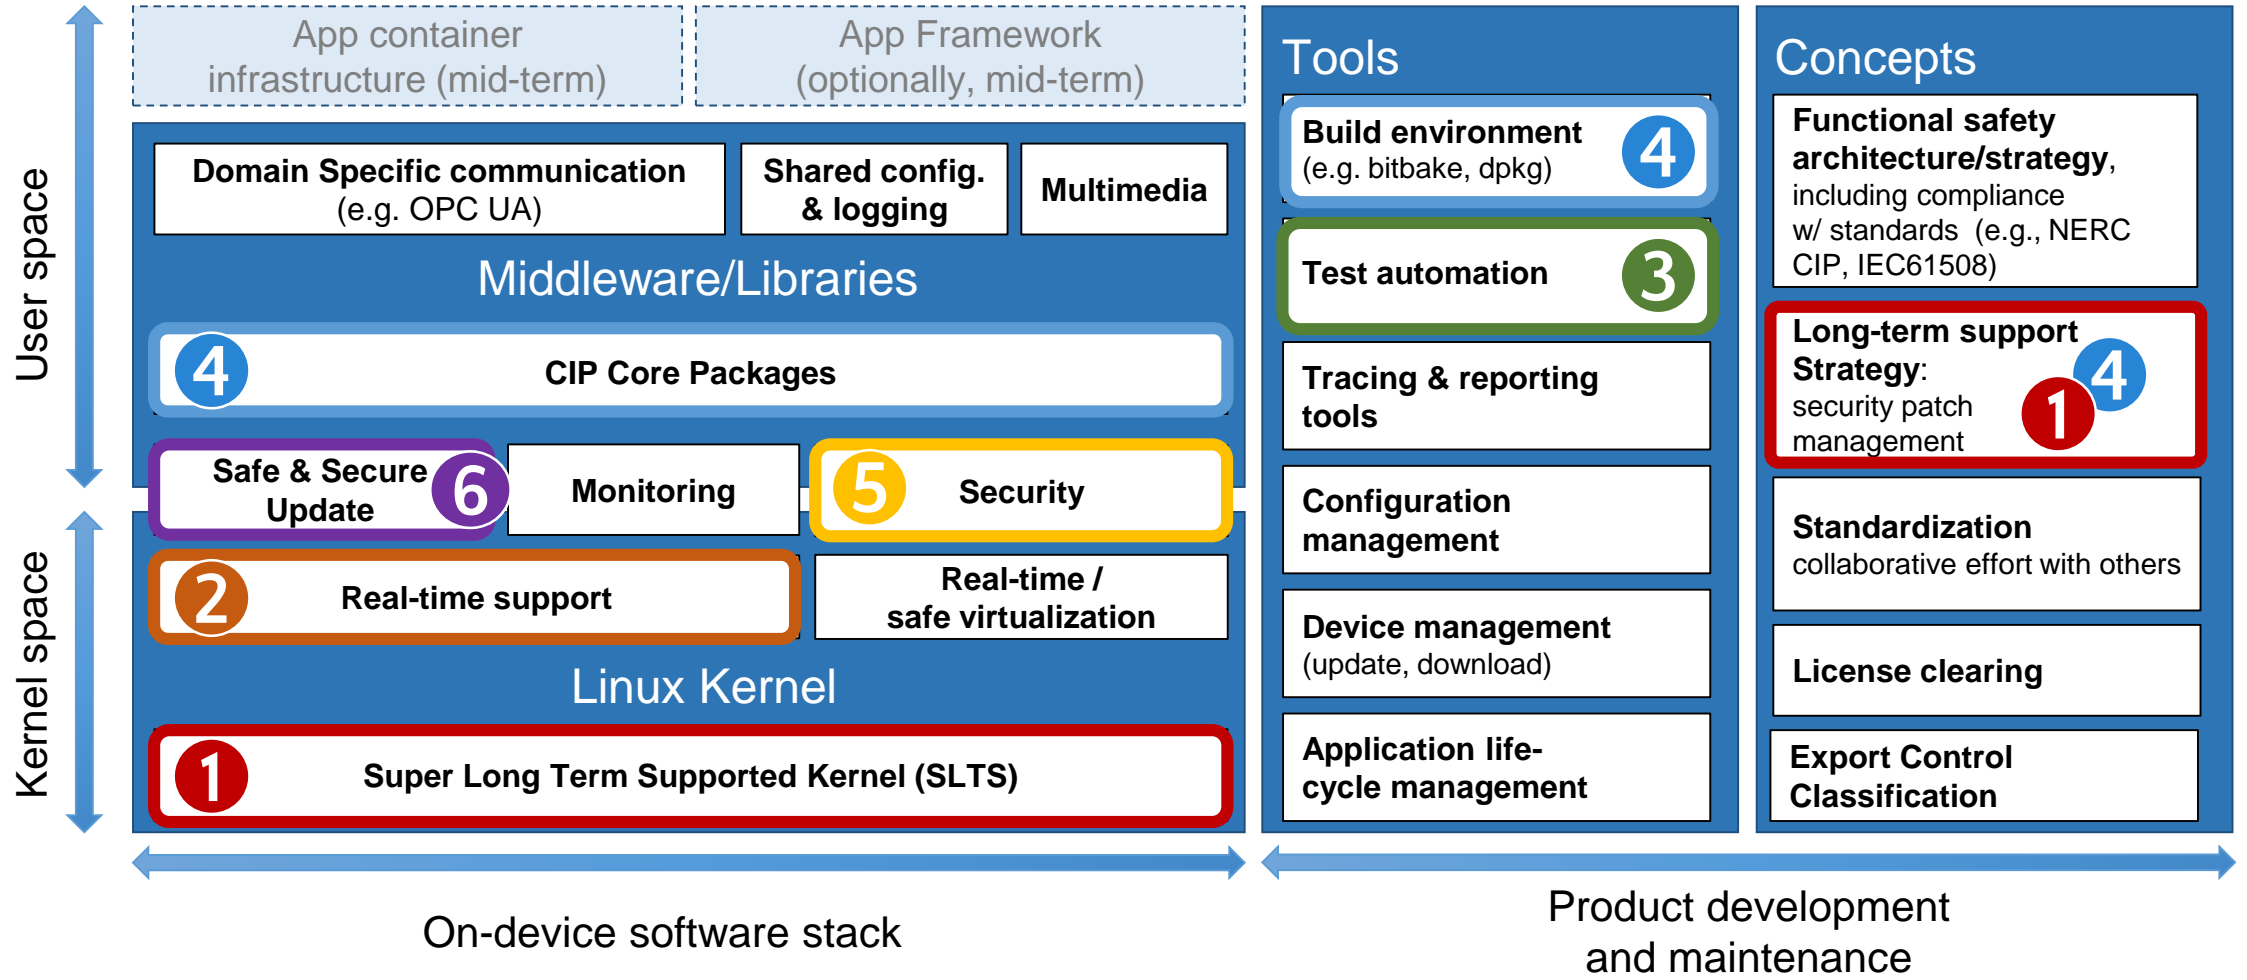 App container
infrastructure (mid-term)
App Framework
(optionally, mid-term)
User space
Domain Specific communication
(e.g. OPC UA)
Shared config.
& logging
Multimedia
Middleware/Libraries
4
CIP Core Packages
Safe & Secure
Update
6
Monitoring
5
Security
Kernel space
2
Real-time support
Real-time /
safe virtualization
Linux Kernel
1
Super Long Term Supported Kernel (SLTS)
On-device software stack
Tools
Build environment
(e.g. bitbake, dpkg)
4
Test automation
3
Tracing & reporting
tools
Configuration
management
Device management
(update, download)
Application life-
cycle management
Concepts
Functional safety
architecture/strategy,
including compliance
w/ standards (e.g., NERC
CIP, IEC61508)
Long-term support
Strategy:
security patch
management
4
1
Standardization
collaborative effort with others
License clearing
Export Control
Classification
Product development
and maintenance